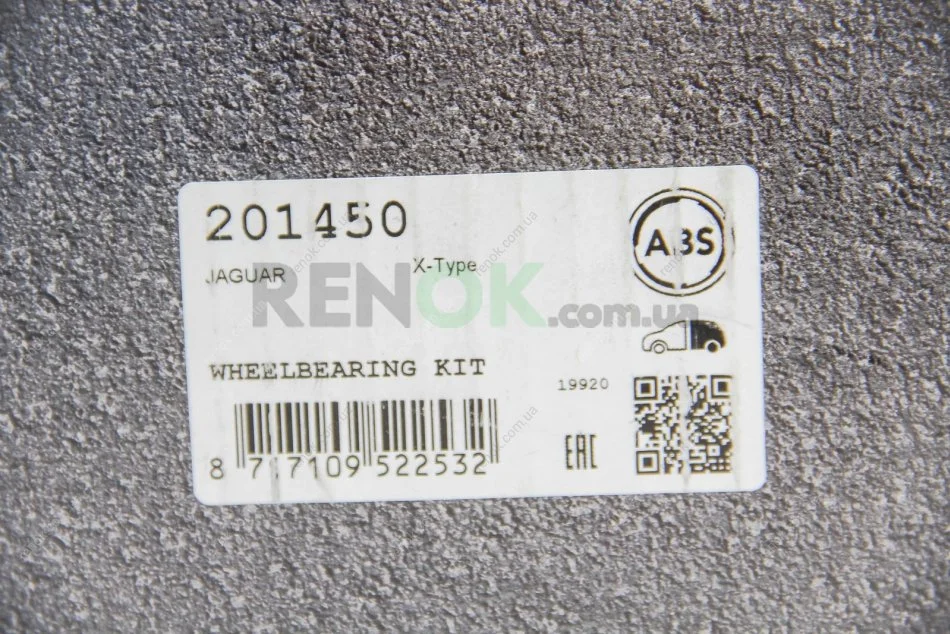 201450
ABS
JAGUAR X-Type
RENOK.com.ua
WHEELBEARING KIT
19920
8 717109 522532
EAC